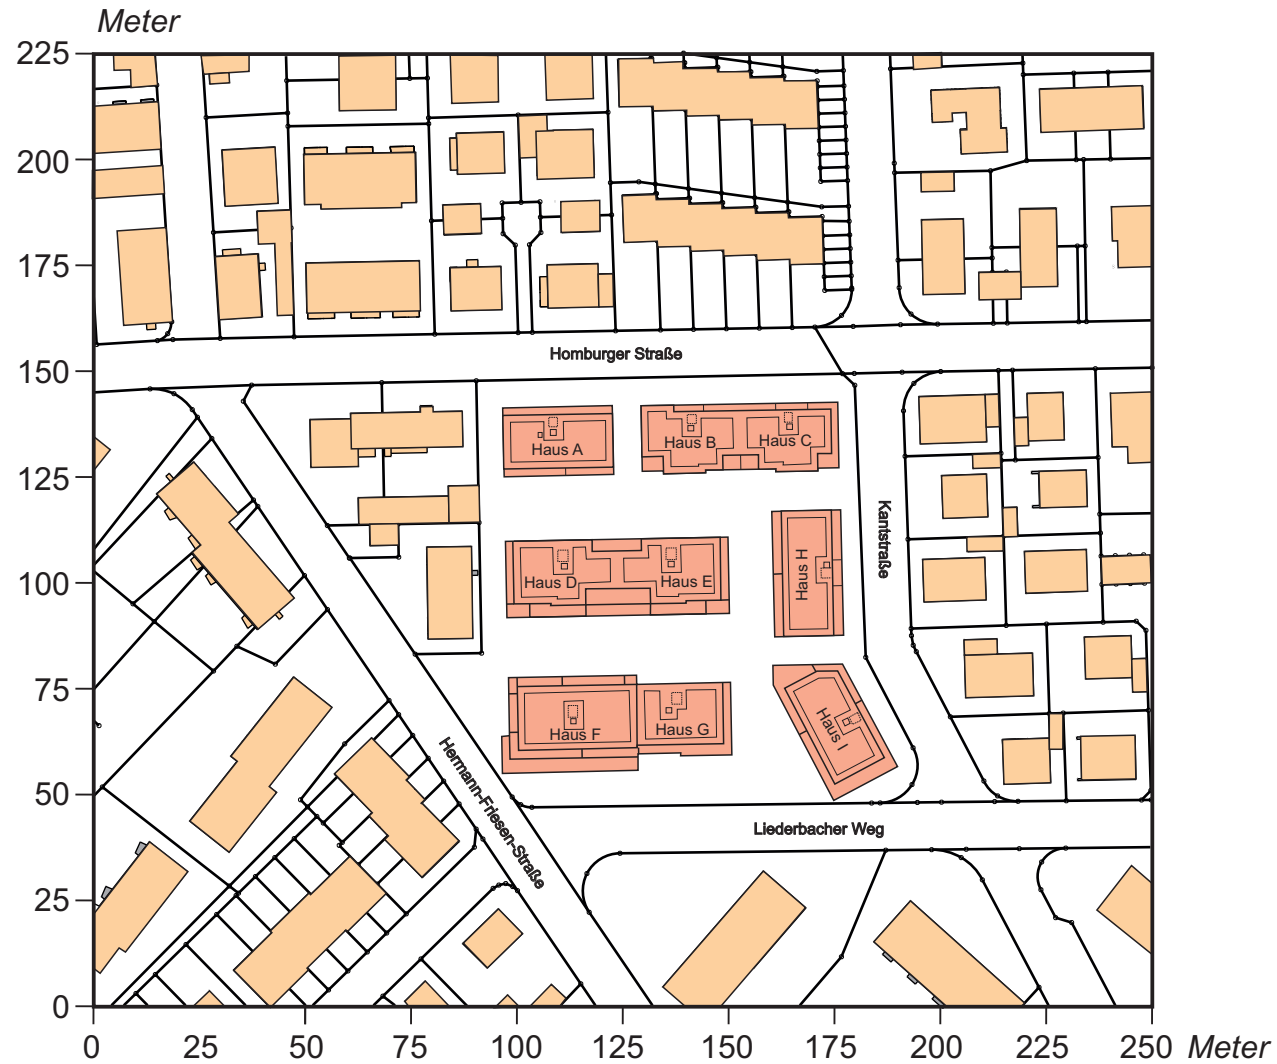 Meter
225
200
175
150
125
100
75
50
25
0
Homburger Straße
Haus A
Haus B
Haus C
Kantstraße
Haus D
Haus E
Haus H
Haus F
Haus G
Haus I
Hermann-Friesen-Straße
Liederbacher Weg
0 25 50 75 100 125 150 175 200 225 250 Meter